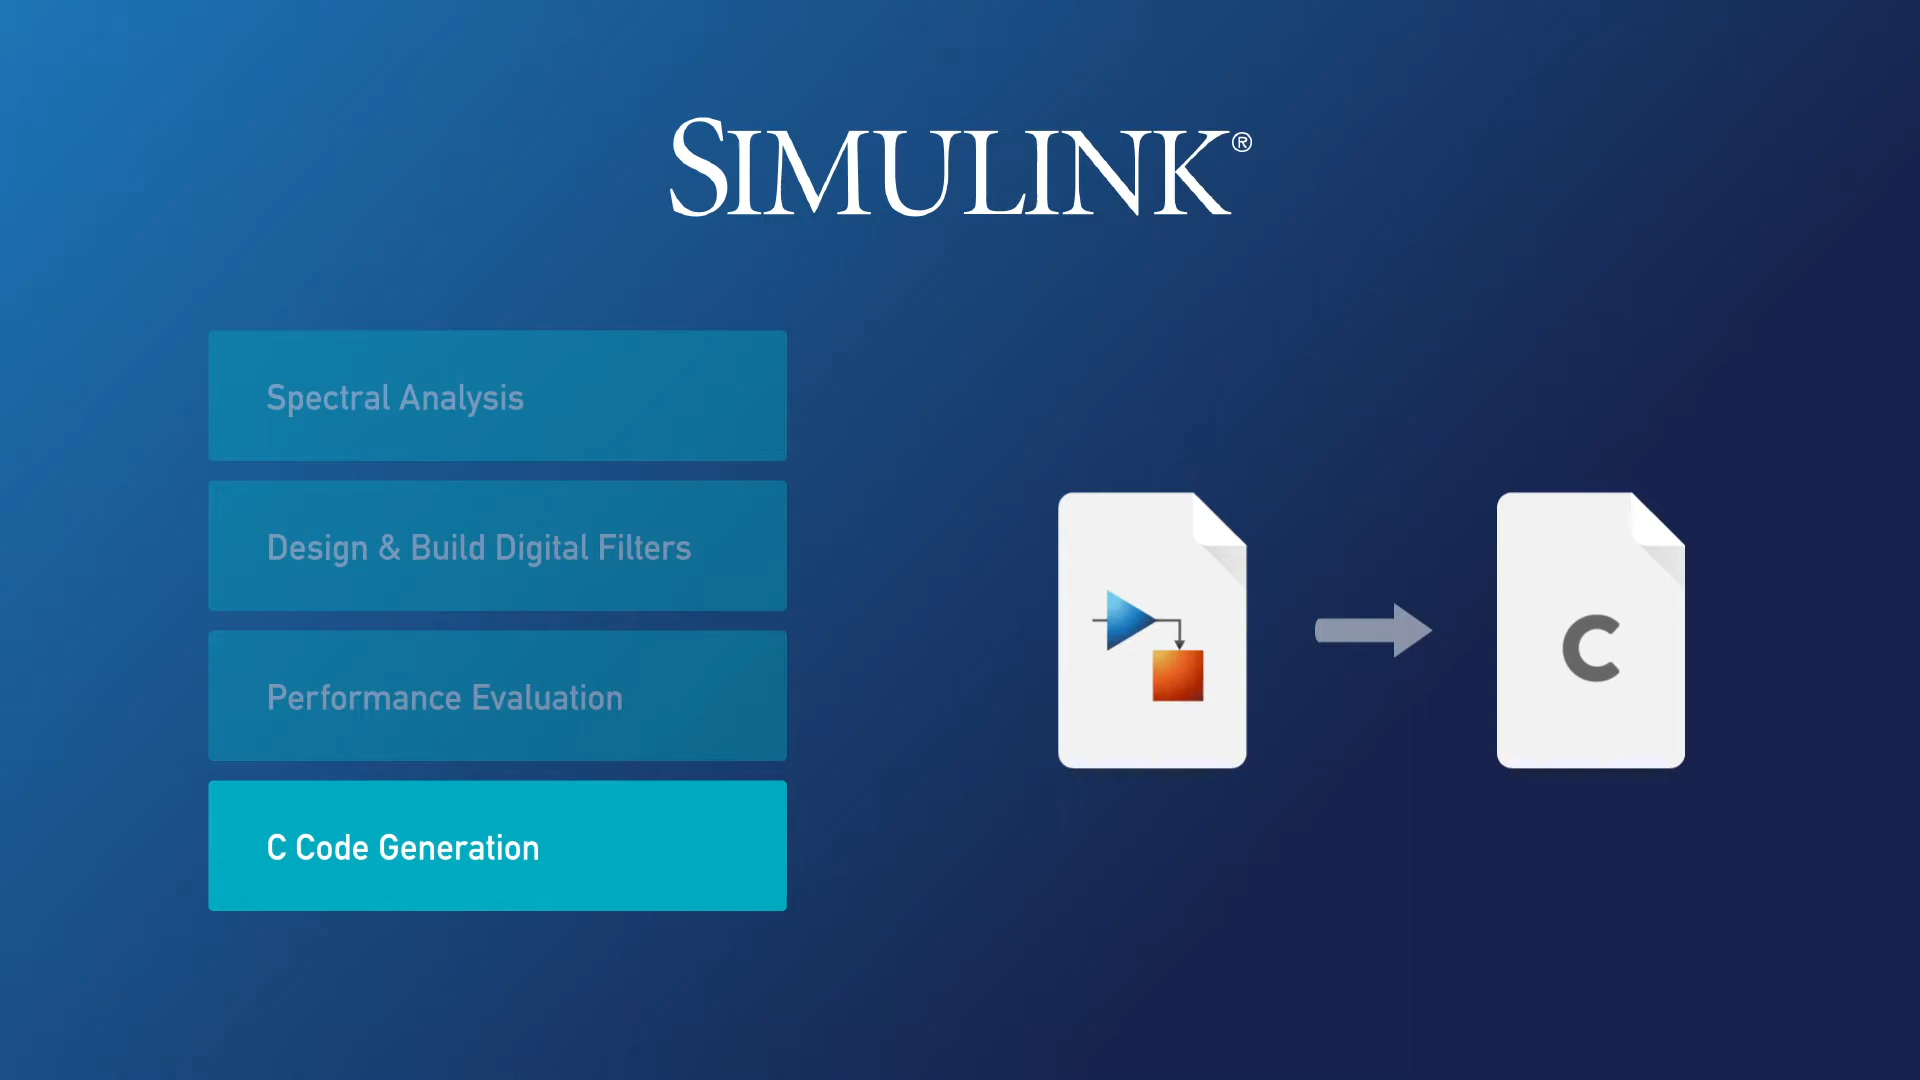 SIMULINK®
Spectral Analysis
Design & Build Digital Filters
Performance Evaluation
C Code Generation
C